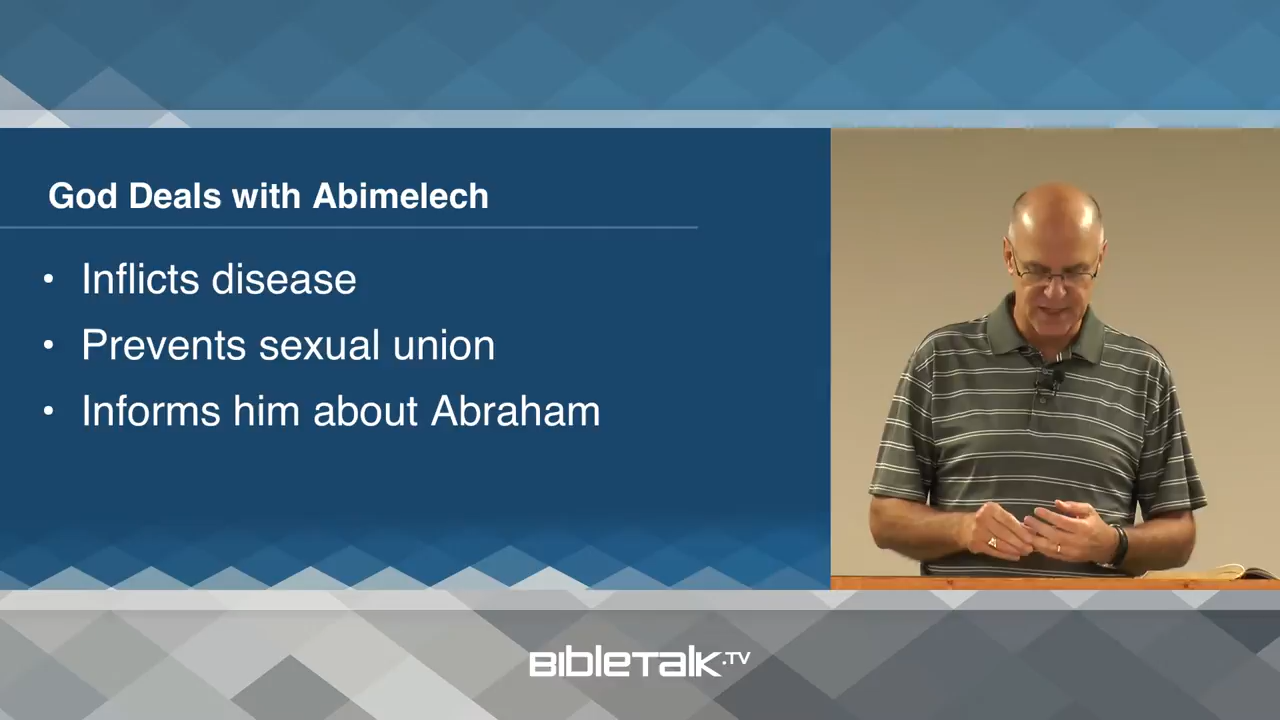 God Deals with Abimelech
• Inflicts disease
• Prevents sexual union
• Informs him about Abraham
BIBLETALK.TV